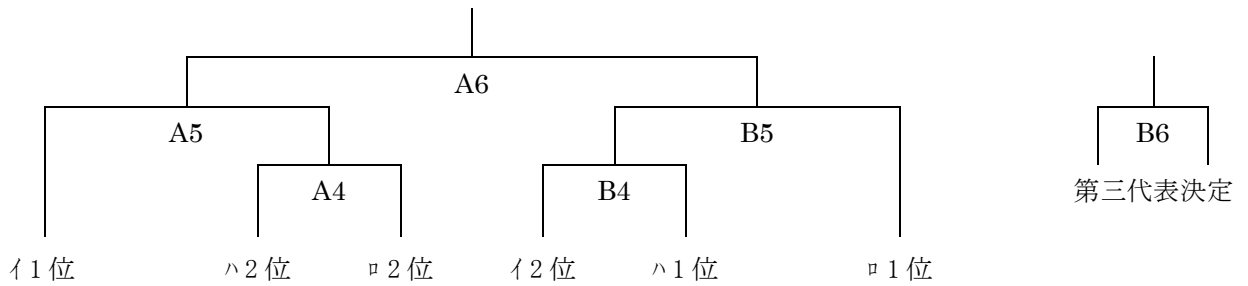 A6
A5
B5
B6
A4
B4
第三代表決定
ｲ1位
ﾊ2位
ﾛ2位
ｲ2位
ﾊ1位
ﾛ1位